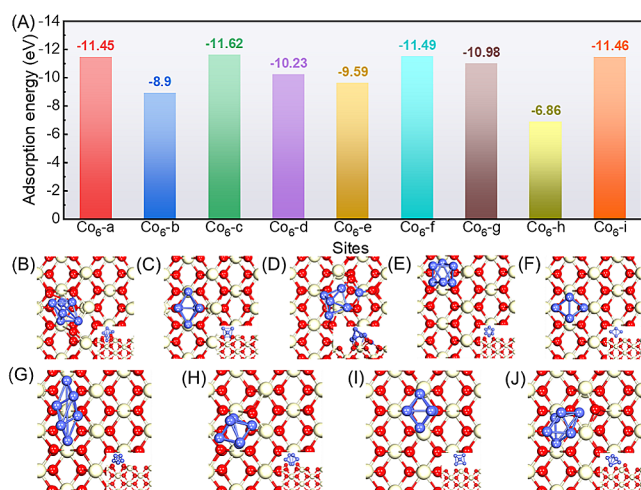 (A)
Adsorption energy (eV)
-14
-12
-10
-8
-6
-4
-2
0
-11.45
-8.9
-11.62
-10.23
-9.59
-11.49
-10.98
-6.86
-11.46
Co₆-a Co₆-b Co₆-c Co₆-d Co₆-e Co₆-f Co₆-g Co₆-h Co₆-i
Sites
(B) (C) (D) (E) (F)
(G) (H) (I) (J)